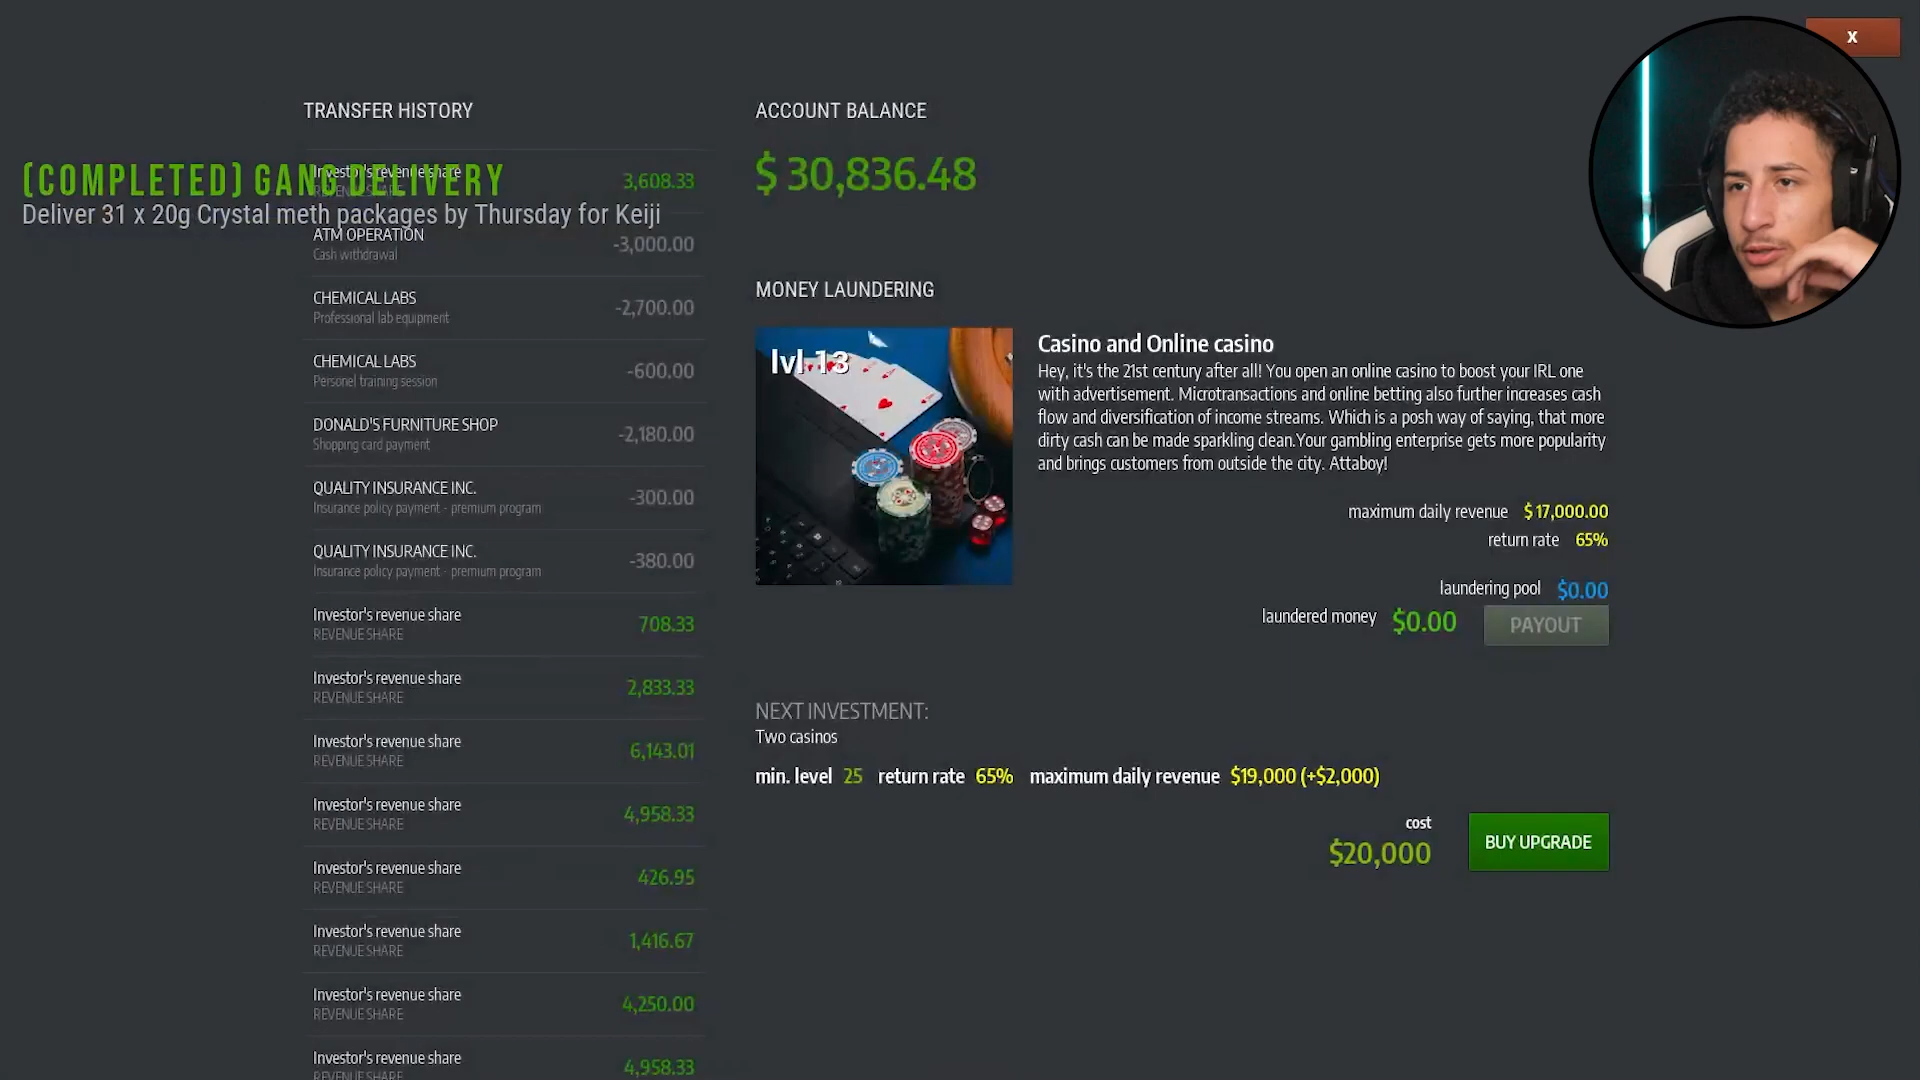 X
TRANSFER HISTORY
(COMPLETED) GANG DELIVERY
Deliver 31 x 20g Crystal meth packages by Thursday for Keiji
Investor's revenue share
REVENUE SHARE
3,608.33
ATM OPERATION
Cash withdrawal
-3,000.00
CHEMICAL LABS
Professional lab equipment
-2,700.00
CHEMICAL LABS
Personel training session
-600.00
DONALD'S FURNITURE SHOP
Shopping card payment
-2,180.00
QUALITY INSURANCE INC.
Insurance policy payment - premium program
-300.00
QUALITY INSURANCE INC.
Insurance policy payment - premium program
-380.00
Investor's revenue share
REVENUE SHARE
708.33
Investor's revenue share
REVENUE SHARE
2,833.33
Investor's revenue share
REVENUE SHARE
6,143.01
Investor's revenue share
REVENUE SHARE
4,958.33
Investor's revenue share
REVENUE SHARE
426.95
Investor's revenue share
REVENUE SHARE
1,416.67
Investor's revenue share
REVENUE SHARE
4,250.00
Investor's revenue share
REVENUE SHARE
4,958.33
ACCOUNT BALANCE
$ 30,836.48
MONEY LAUNDERING
lvl 13
Casino and Online casino
Hey, it's the 21st century after all! You open an online casino to boost your IRL one
with advertisement. Microtransactions and online betting also further increases cash
flow and diversification of income streams. Which is a posh way of saying, that more
dirty cash can be made sparkling clean.Your gambling enterprise gets more popularity
and brings customers from outside the city. Attaboy!
maximum daily revenue $17,000.00
return rate 65%
laundering pool $0.00
laundered money $0.00 PAYOUT
NEXT INVESTMENT:
Two casinos
min. level 25 return rate 65% maximum daily revenue $19,000 (+$2,000)
cost
$20,000
BUY UPGRADE